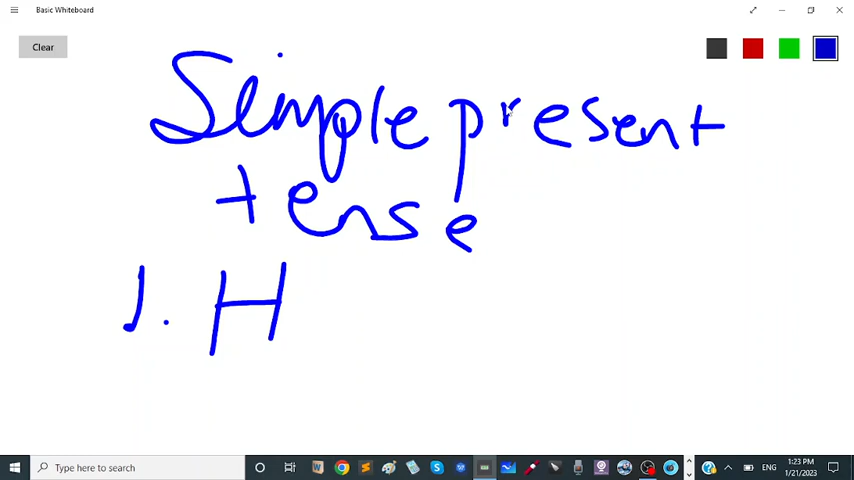 Basic Whiteboard
Clear
Simple present
tense
1. H
Type here to search
ENG
1:23 PM
1/21/2023